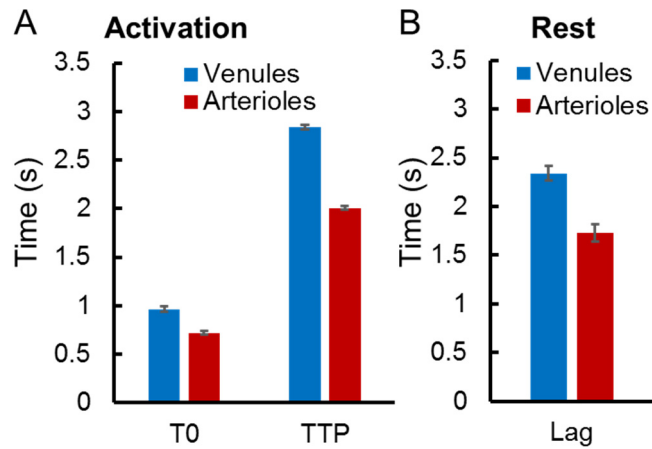 A Activation
3.5
3
2.5
2
1.5
1
0.5
0
Time (s)
Venules
Arterioles
T0 TTP
B Rest
3.5
3
2.5
2
1.5
1
0.5
0
Time (s)
Venules
Arterioles
Lag